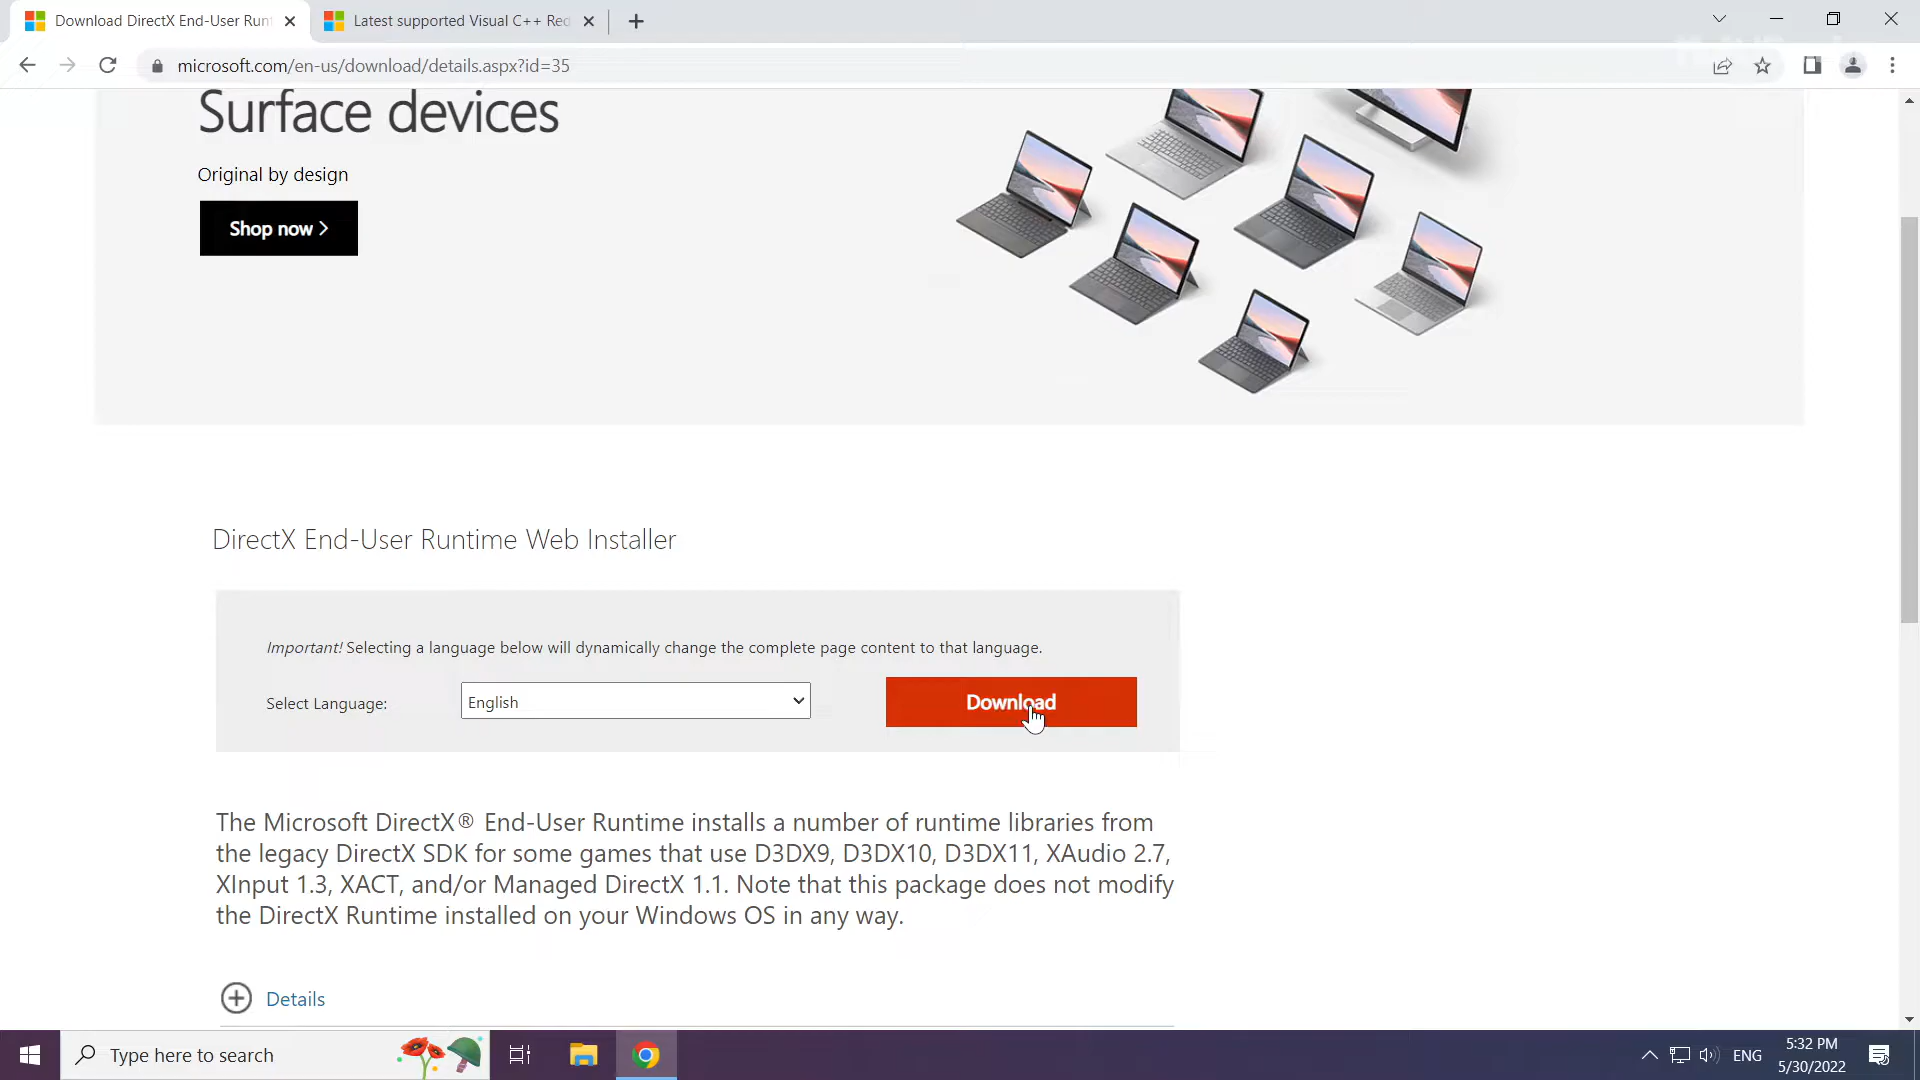 Download DirectX End-User Runt
Latest supported Visual C++ Red
microsoft.com/en-us/download/details.aspx?id=35
Surface devices
Original by design
Shop now >
DirectX End-User Runtime Web Installer
Important! Selecting a language below will dynamically change the complete page content to that language.
Select Language:
English
Download
The Microsoft DirectX® End-User Runtime installs a number of runtime libraries from
the legacy DirectX SDK for some games that use D3DX9, D3DX10, D3DX11, XAudio 2.7,
XInput 1.3, XACT, and/or Managed DirectX 1.1. Note that this package does not modify
the DirectX Runtime installed on your Windows OS in any way.
Details
Type here to search
ENG
5:32 PM
5/30/2022